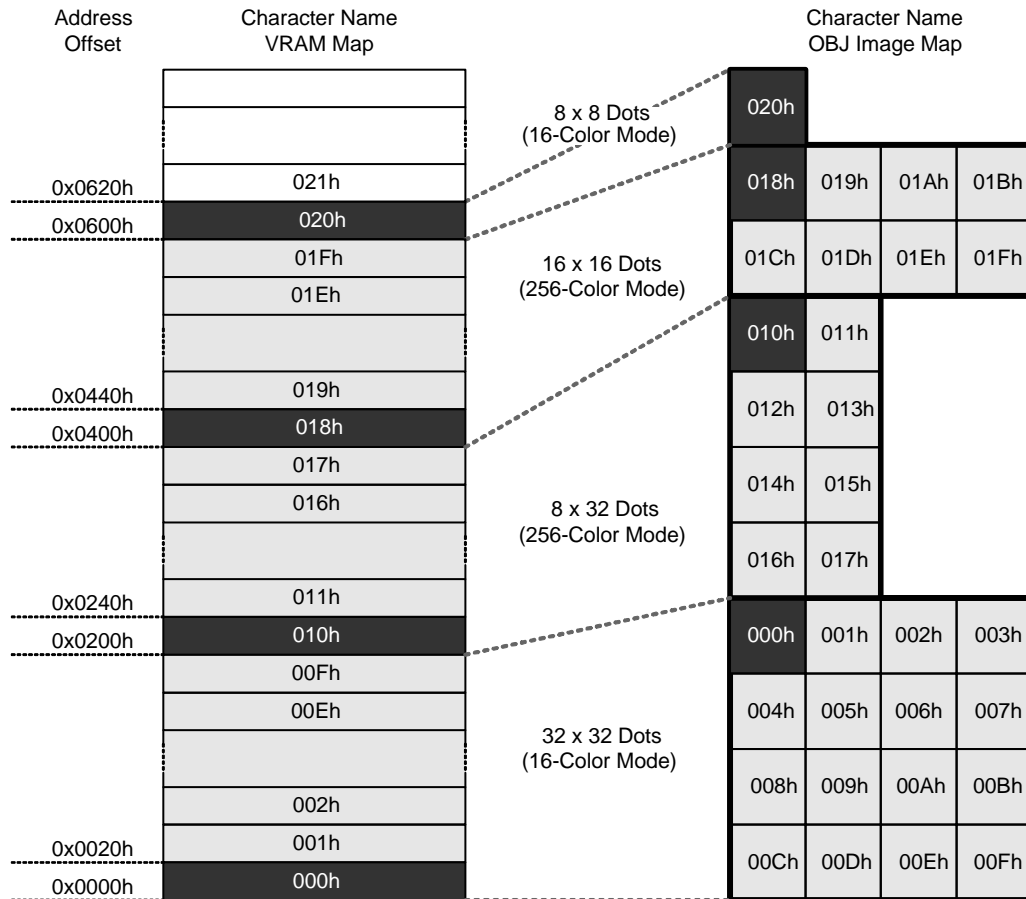 Address
Offset
Character Name
VRAM Map
Character Name
OBJ Image Map
8 x 8 Dots
(16-Color Mode)
020h
021h
0x0620h
020h
0x0600h
018h 019h 01Ah 01Bh
01Fh
01Eh
16 x 16 Dots
(256-Color Mode)
01Ch 01Dh 01Eh 01Fh
010h 011h
019h
0x0440h
018h
0x0400h
012h 013h
017h
016h
8 x 32 Dots
(256-Color Mode)
014h 015h
016h 017h
011h
0x0240h
010h
0x0200h
000h 001h 002h 003h
00Fh
00Eh
32 x 32 Dots
(16-Color Mode)
004h 005h 006h 007h
002h
008h 009h 00Ah 00Bh
001h
0x0020h
000h
0x0000h
00Ch 00Dh 00Eh 00Fh